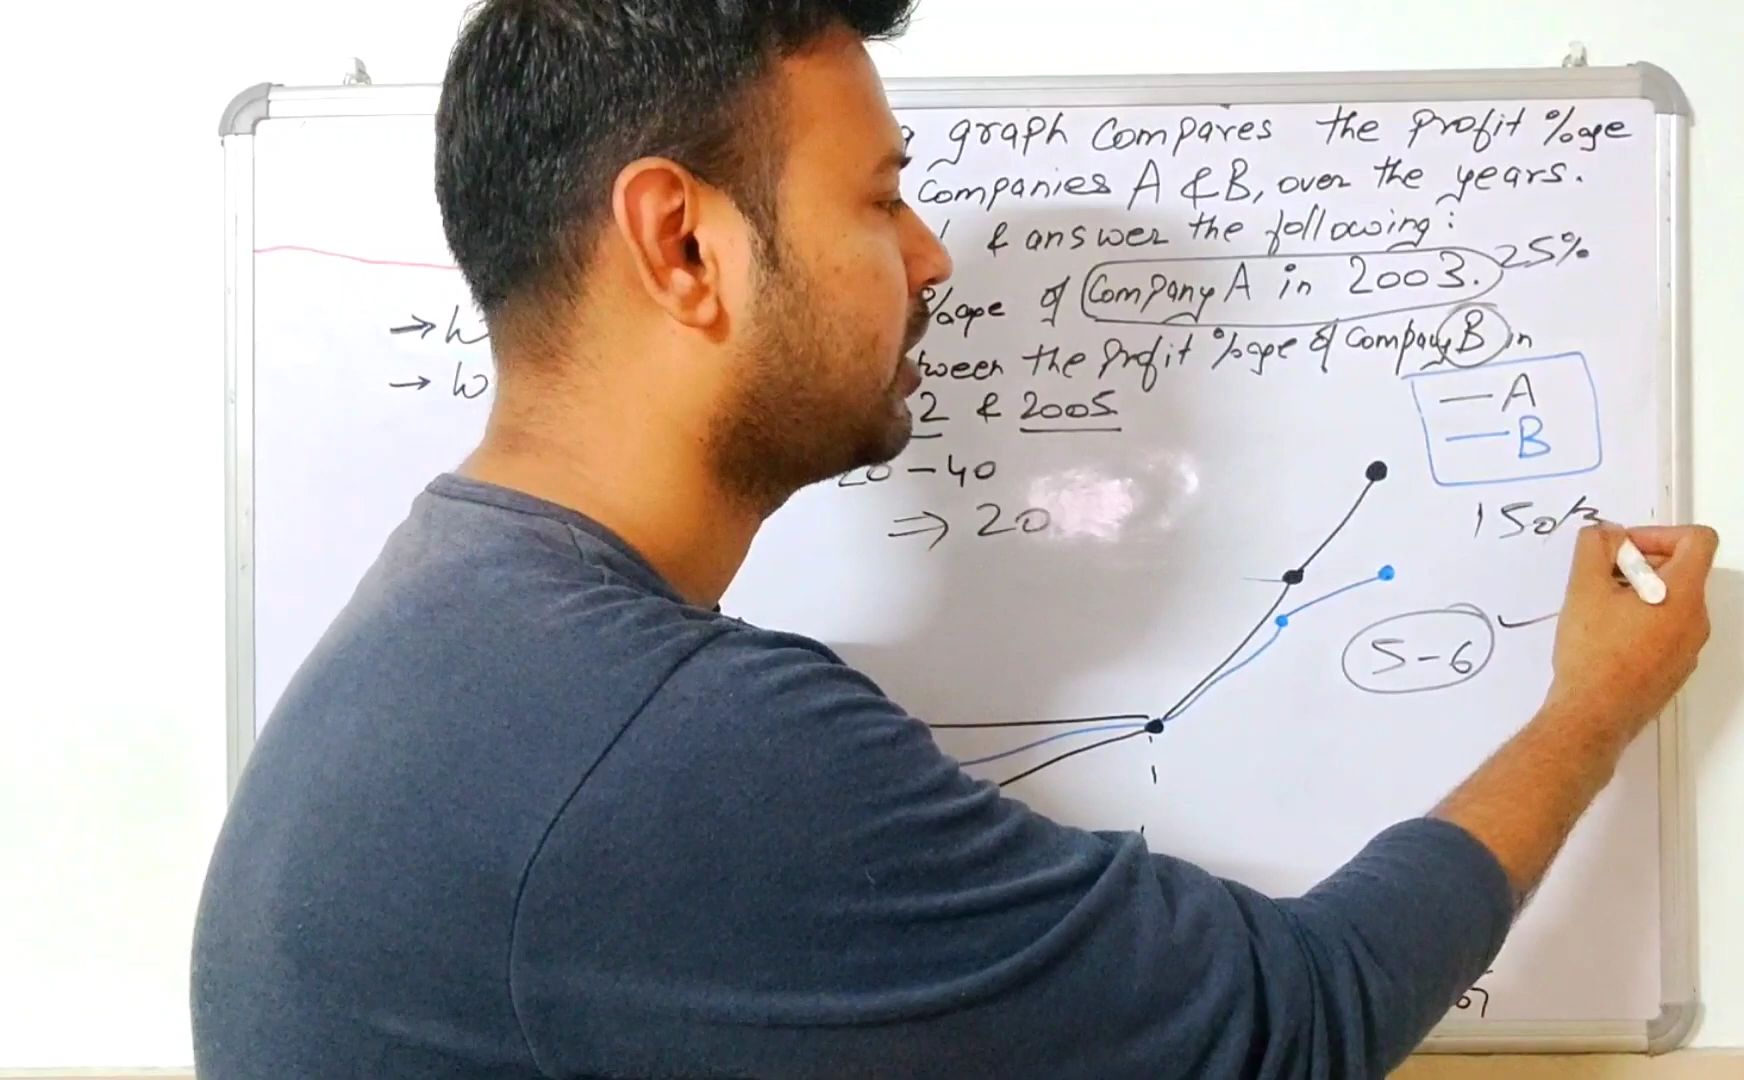 graph compares the profit %age
companies A & B, over the years.
& answer the following:
%age of Company A in 2003. 25%
tween the profit %age of company B in
2 & 2005
— A
— B
20 - 40
⇒ 20
150
5-6
07